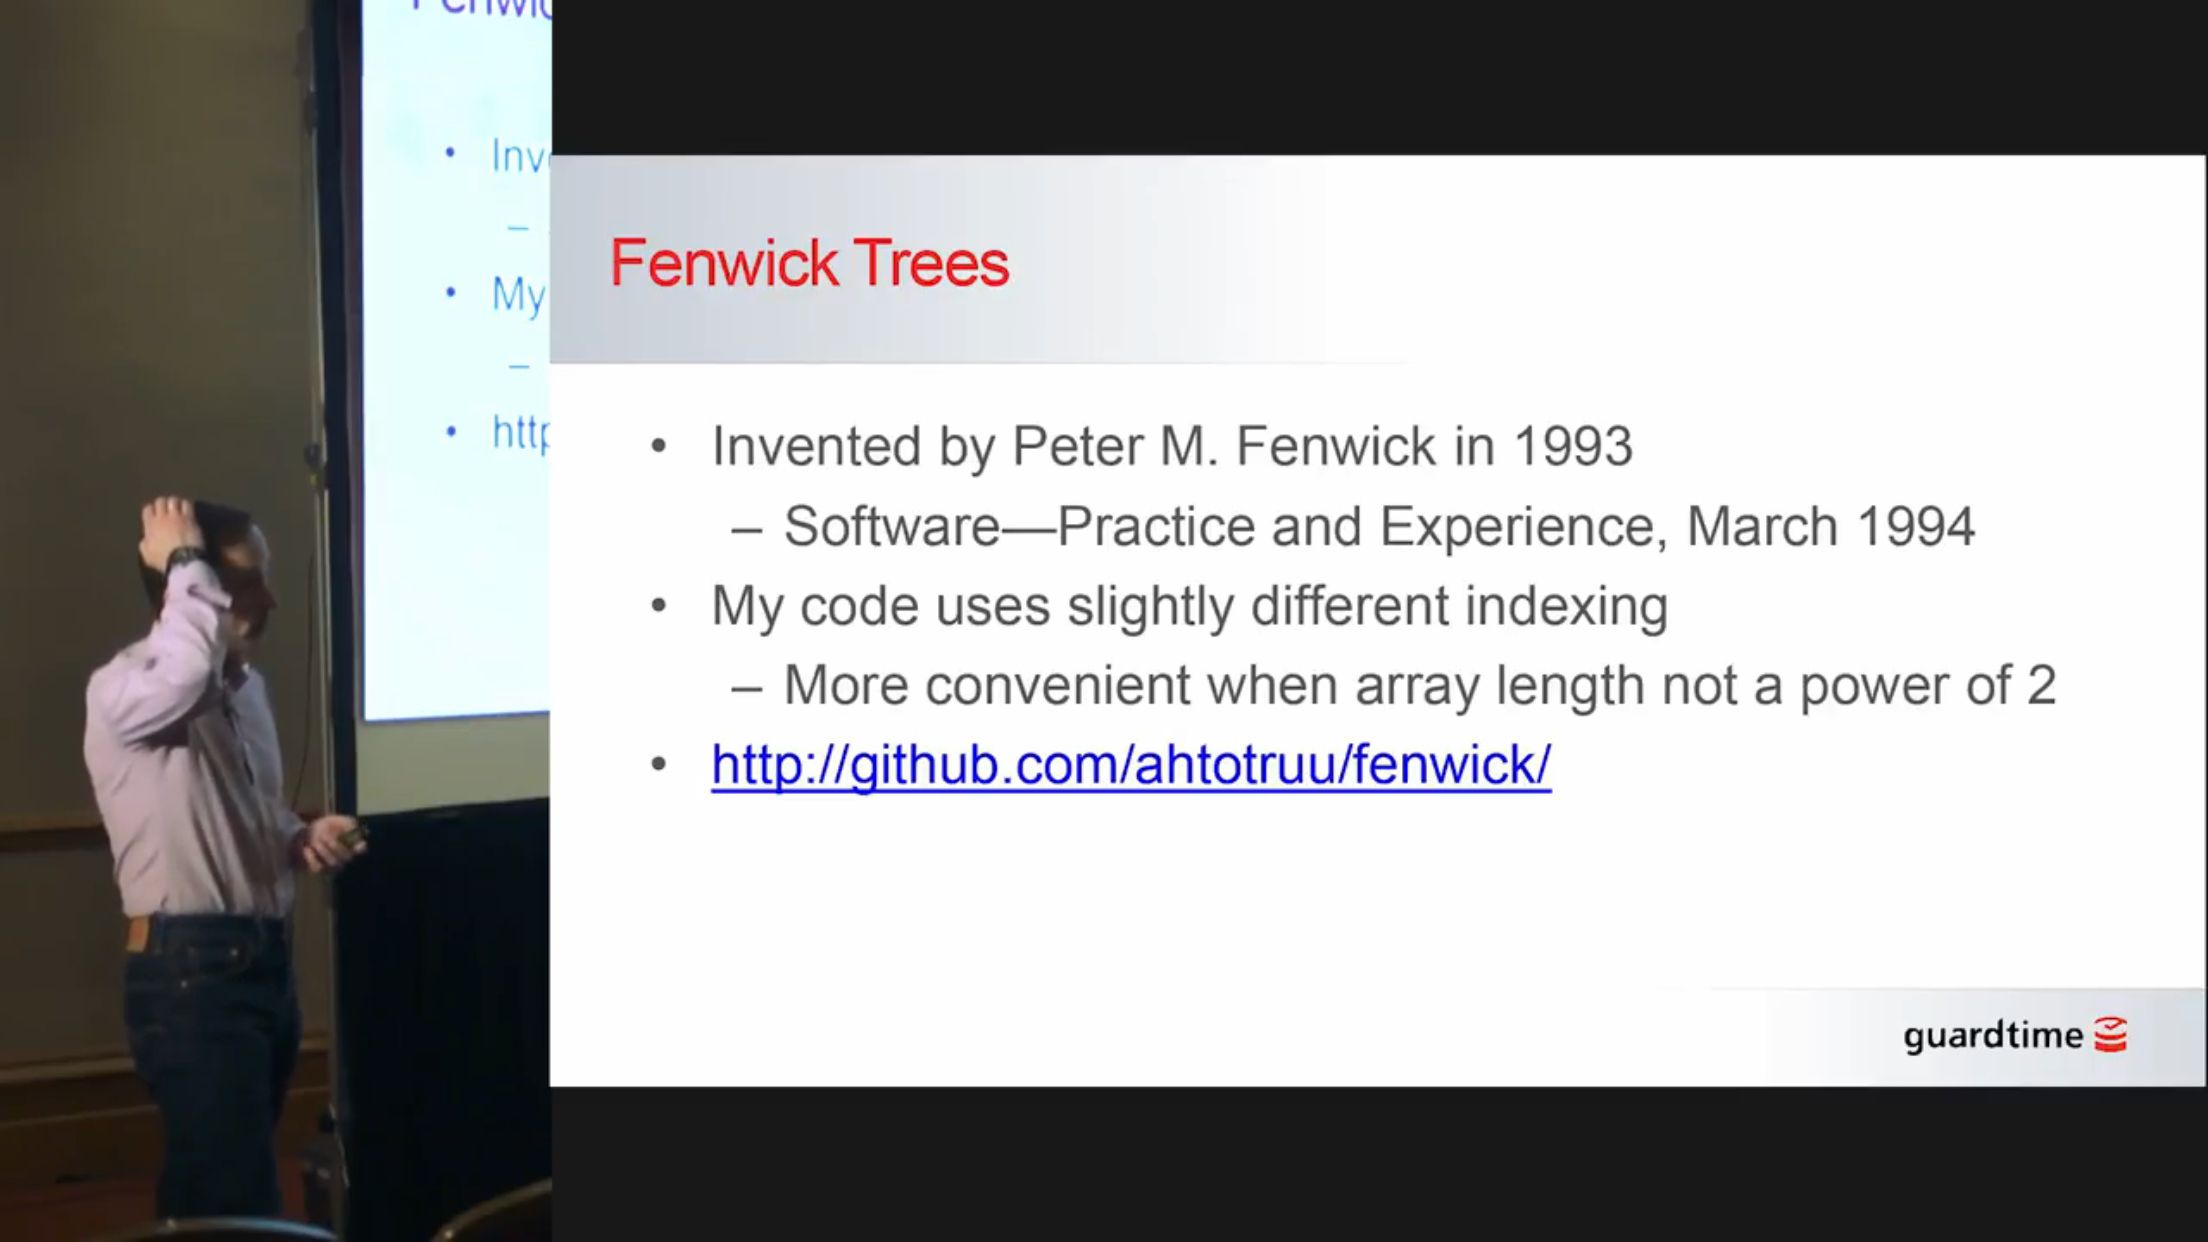 Fenwick Trees
• Invented by Peter M. Fenwick in 1993
– Software—Practice and Experience, March 1994
• My code uses slightly different indexing
– More convenient when array length not a power of 2
• http://github.com/ahtotruu/fenwick/
guardtime
• Inv
–
• My
–
• http